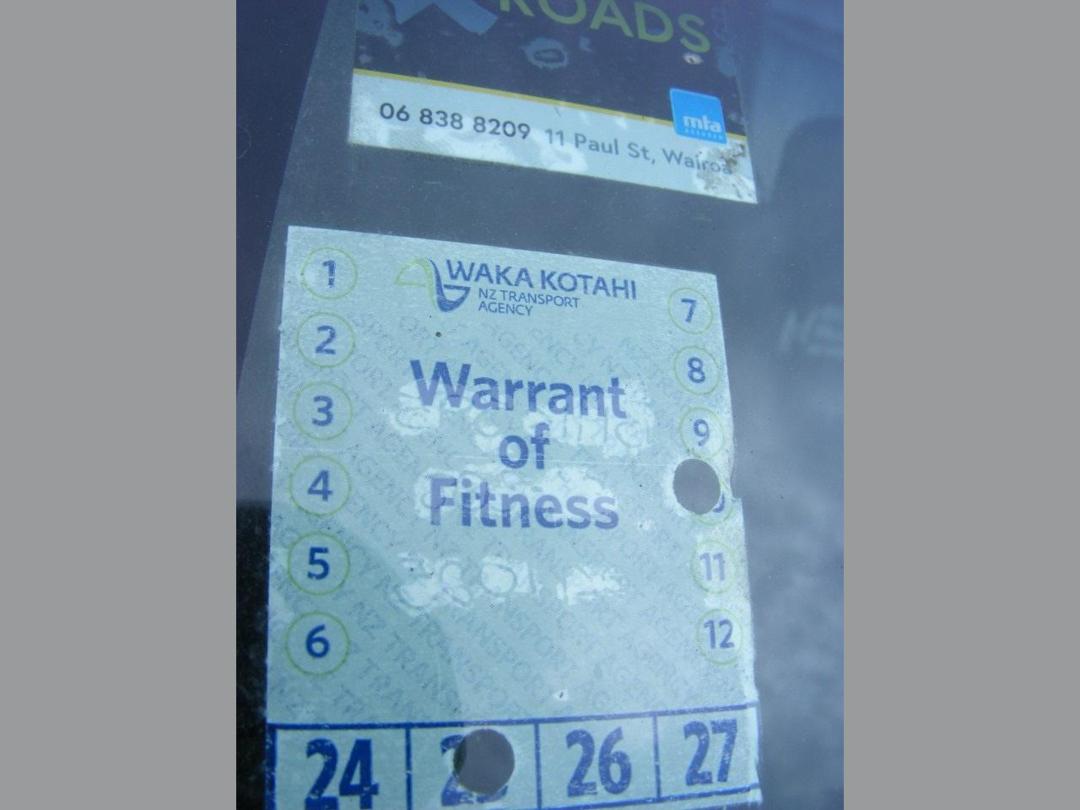 ROADS
mta
06 838 8209 11 Paul St, Wairoa
WAKA KOTAHI
NZ TRANSPORT
AGENCY
Warrant
of
Fitness
1
2
3
4
5
6
7
8
9
11
12
24
26
27